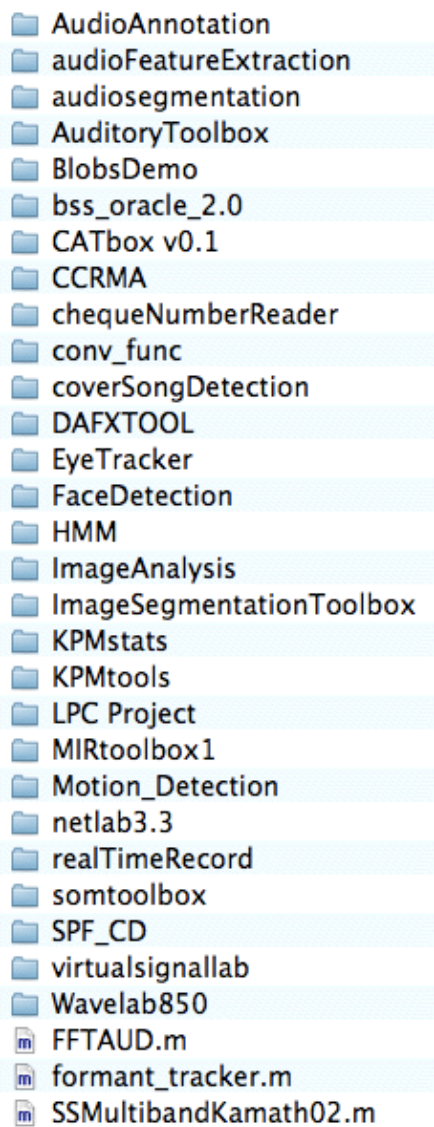 AudioAnnotation
audioFeatureExtraction
audiosegmentation
AuditoryToolbox
BlobsDemo
bss_oracle_2.0
CATbox v0.1
CCRMA
chequeNumberReader
conv_func
coverSongDetection
DAFXTOOL
EyeTracker
FaceDetection
HMM
ImageAnalysis
ImageSegmentationToolbox
KPMstats
KPMtools
LPC Project
MIRtoolbox1
Motion_Detection
netlab3.3
realTimeRecord
somtoolbox
SPF_CD
virtualsignallab
Wavelab850
FFTAUD.m
formant_tracker.m
SSMultibandKamath02.m